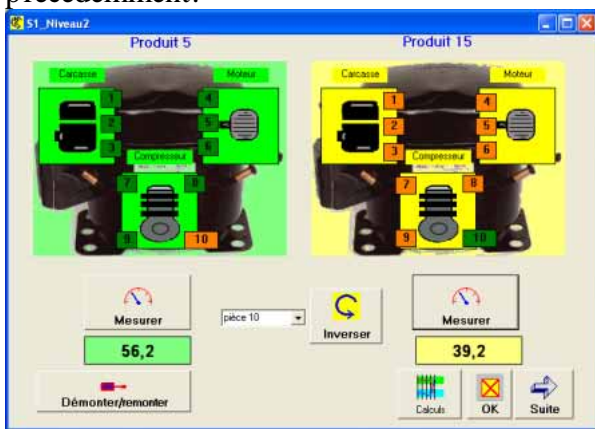 S1_Niveau2
Produit 5
Produit 15
Carcasse
Moteur
1
4
2
5
3
6
Compresseur
7
8
9
10
Carcasse
Moteur
1
4
2
5
3
6
Compresseur
7
8
9
10
Mesurer
pièce 10
Inverser
Mesurer
56,2
39,2
Démonter/remonter
Calculs
OK
Suite